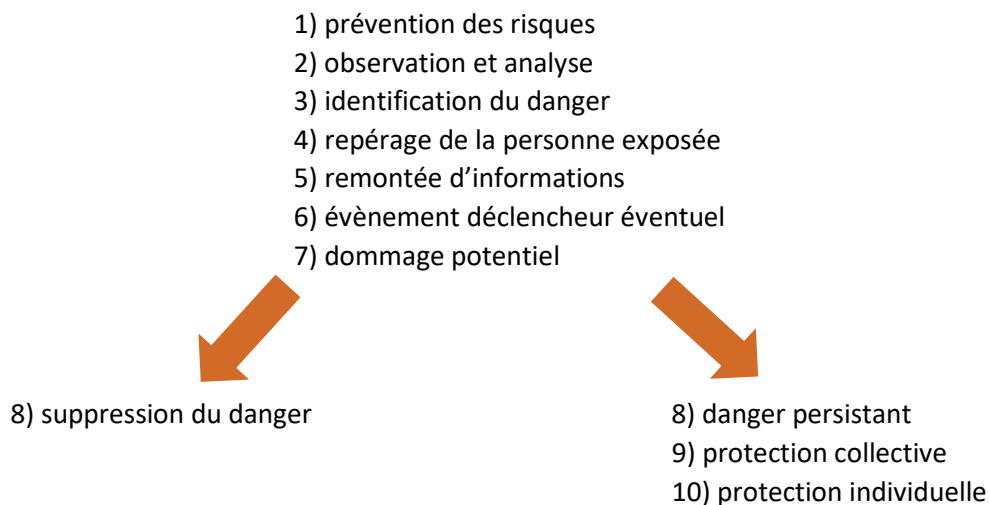 1) prévention des risques
2) observation et analyse
3) identification du danger
4) repérage de la personne exposée
5) remontée d’informations
6) évènement déclencheur éventuel
7) dommage potentiel
8) suppression du danger
8) danger persistant
9) protection collective
10) protection individuelle